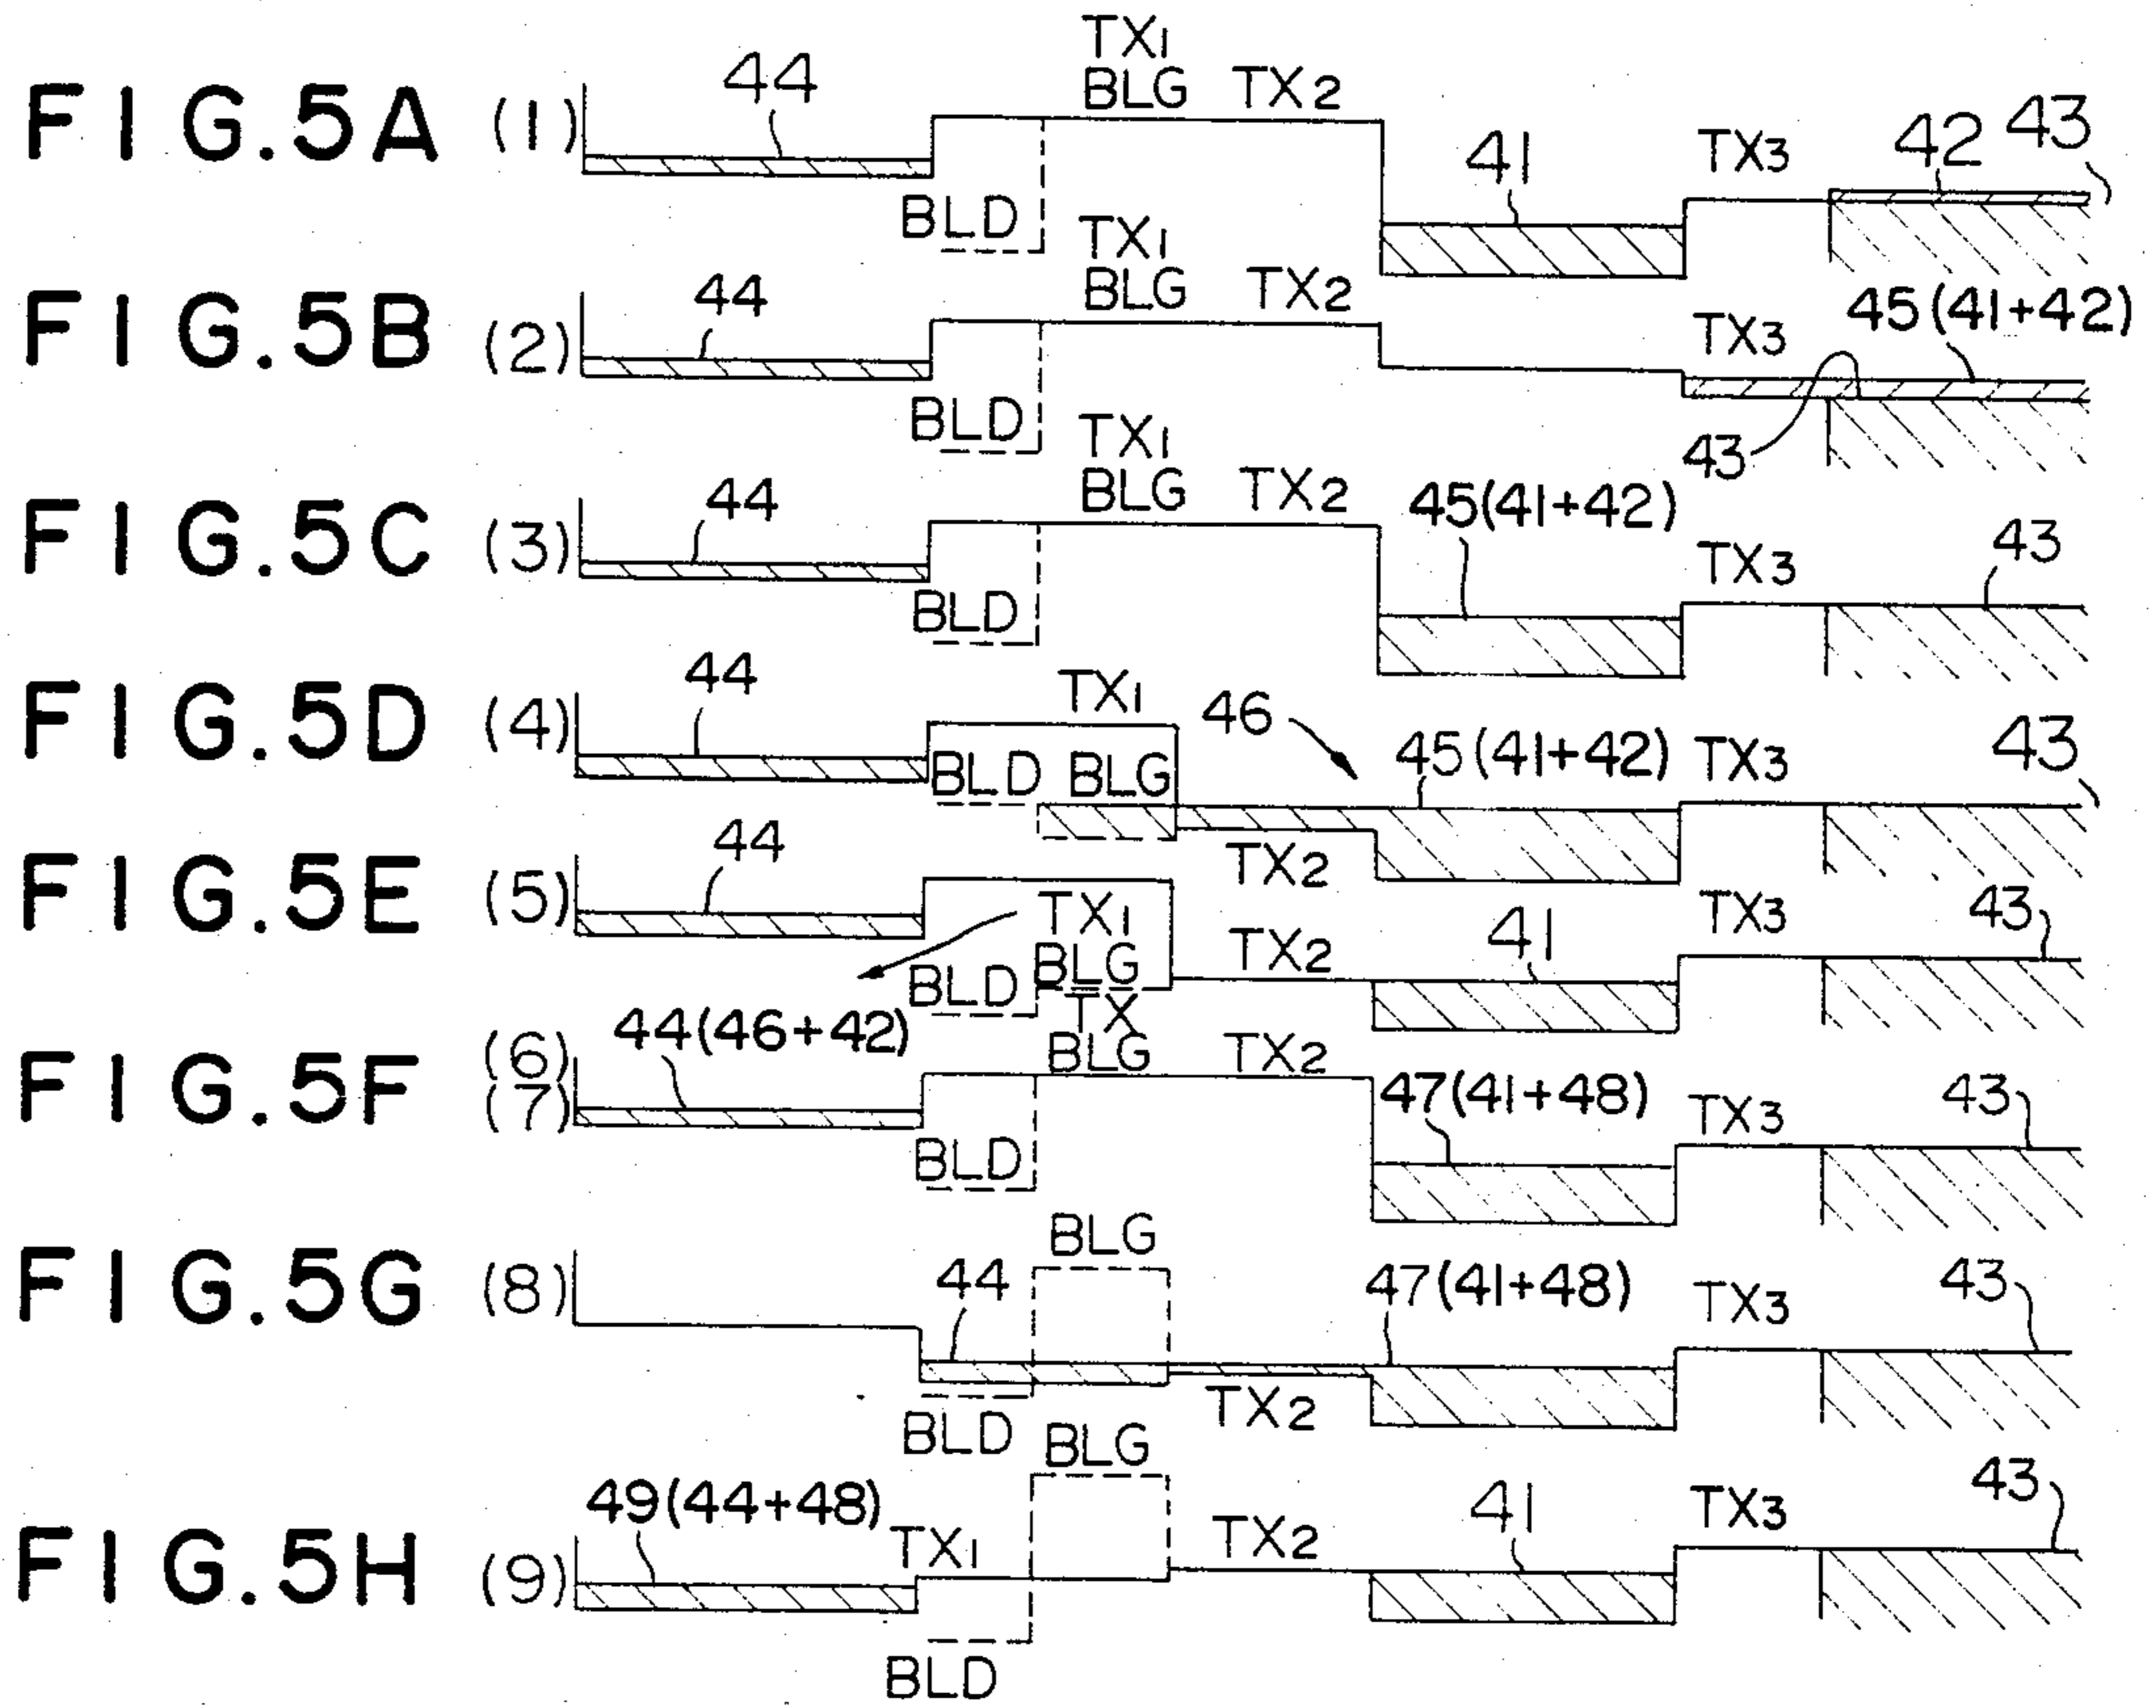 FIG.5A (1) 44 TX1 BLG TX2 BLD 41 TX3 42 43
FIG.5B (2) 44 TX1 BLG TX2 BLD TX3 43 45(41+42)
FIG.5C (3) 44 TX1 BLG TX2 BLD 45(41+42) TX3 43
FIG.5D (4) 44 TX1 BLD BLG 46 TX2 45(41+42) TX3 43
FIG.5E (5) 44 TX1 BLG BLD TX2 41 TX3 43
FIG.5F (6) (7) 44(46+42) TX BLG TX2 BLD 47(41+48) TX3 43
FIG.5G (8) 44 BLG BLD TX2 47(41+48) TX3 43
FIG.5H (9) 49(44+48) TX1 BLG BLD TX2 41 TX3 43